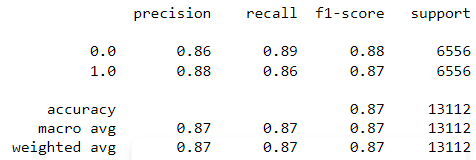 precision recall f1-score support
0.0 0.86 0.89 0.88 6556
1.0 0.88 0.86 0.87 6556
accuracy 0.87 13112
macro avg 0.87 0.87 0.87 13112
weighted avg 0.87 0.87 0.87 13112